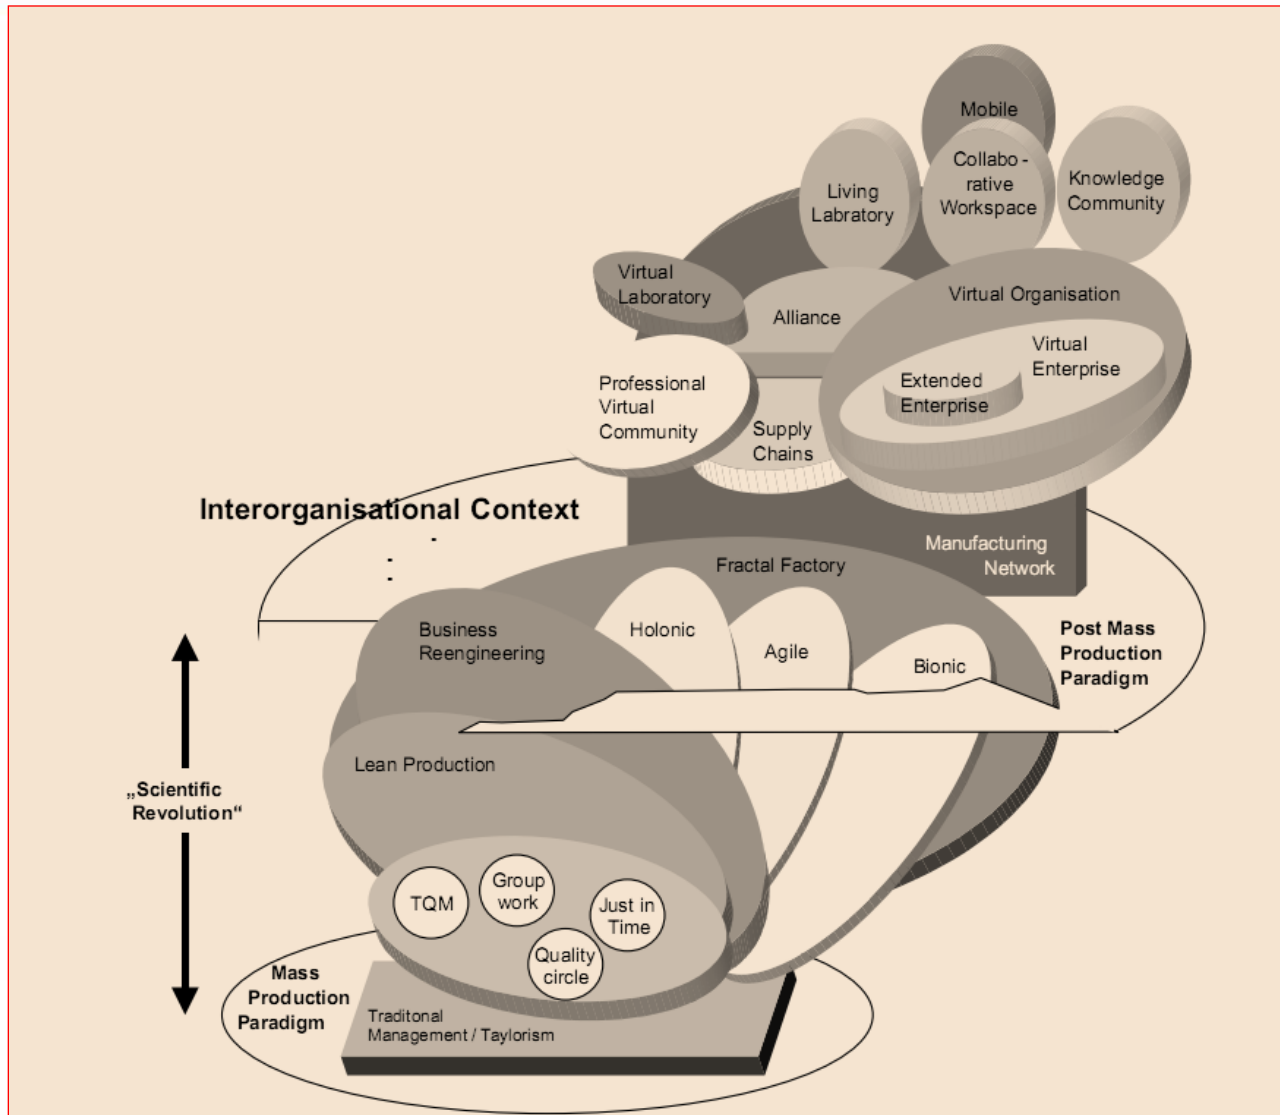 Mobile
Collabo -
rative
Workspace
Living
Labratory
Knowledge
Community
Virtual
Laboratory
Virtual Organisation
Alliance
Virtual
Enterprise
Extended
Enterprise
Professional
Virtual
Community
Supply
Chains
Interorganisational Context
Manufacturing
Network
Fractal Factory
Business
Reengineering
Holonic
Agile
Bionic
Post Mass
Production
Paradigm
Lean Production
„Scientific
Revolution“
TQM
Group
work
Just in
Time
Quality
circle
Mass
Production
Paradigm
Traditonal
Management / Taylorism